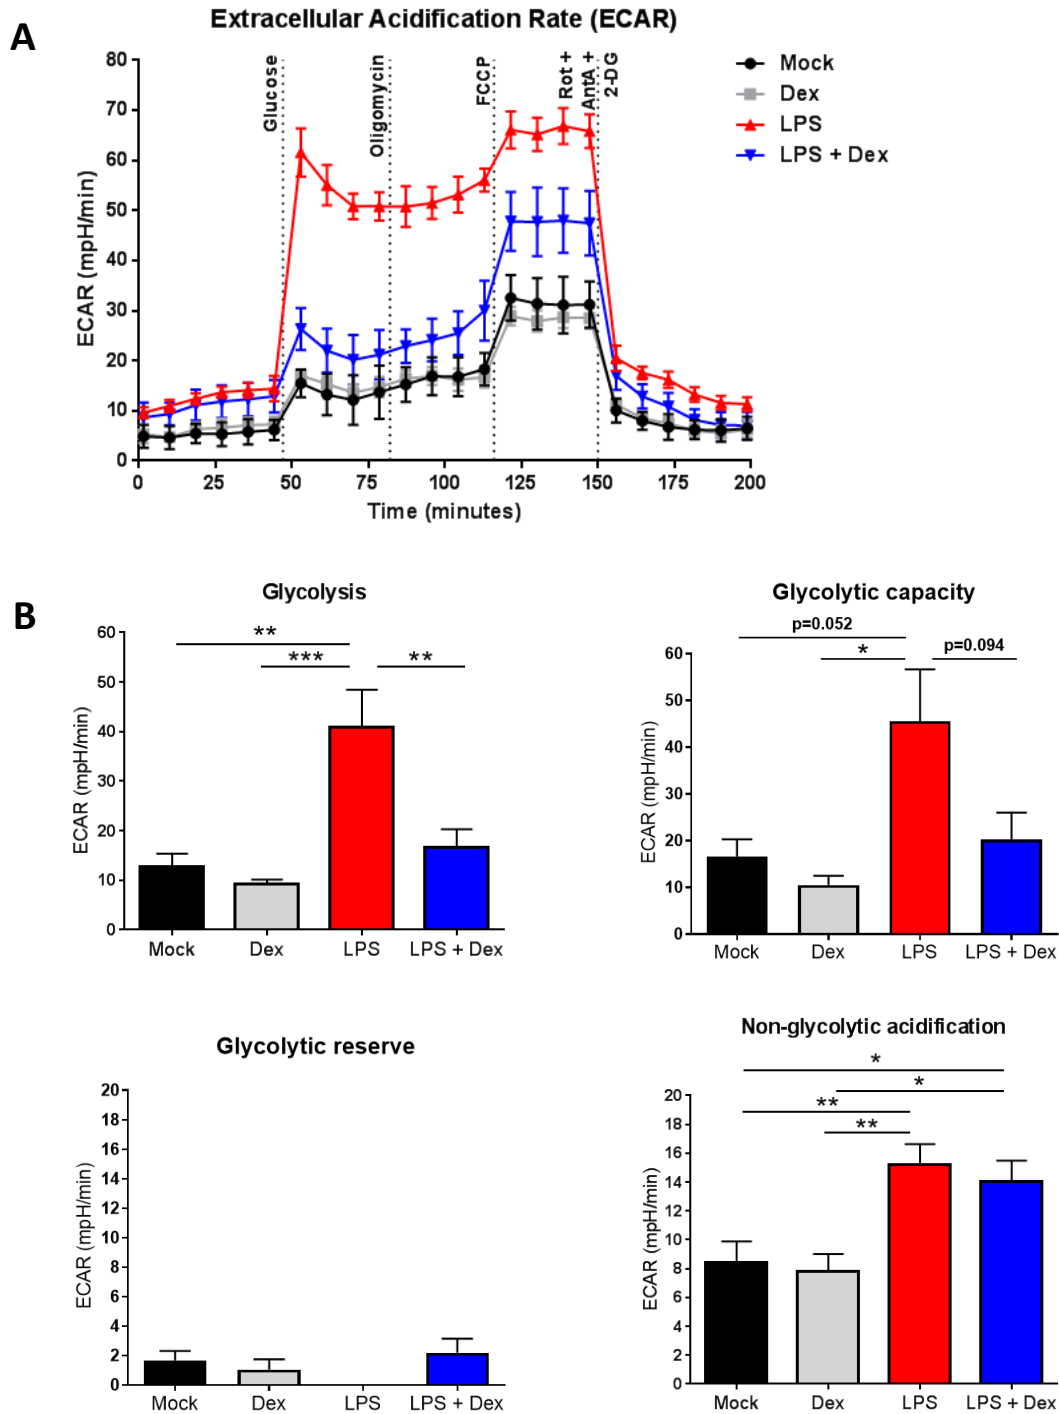 A
Extracellular Acidification Rate (ECAR)
80
70
60
50
40
30
20
10
0
ECAR (mpH/min)
Glucose
Oligomycin
FCCP
Rot +
AntA +
2-DG
Mock
Dex
LPS
LPS + Dex
0 25 50 75 100 125 150 175 200
Time (minutes)
B
Glycolysis
** 
*** **
60
50
40
30
20
10
0
ECAR (mpH/min)
Mock Dex LPS LPS + Dex
Glycolytic capacity
p=0.052
* p=0.094
60
50
40
30
20
10
0
ECAR (mpH/min)
Mock Dex LPS LPS + Dex
Glycolytic reserve
20
18
16
14
12
10
8
6
4
2
0
ECAR (mpH/min)
Mock Dex LPS LPS + Dex
Non-glycolytic acidification
*
*
**
**
20
18
16
14
12
10
8
6
4
2
0
ECAR (mpH/min)
Mock Dex LPS LPS + Dex